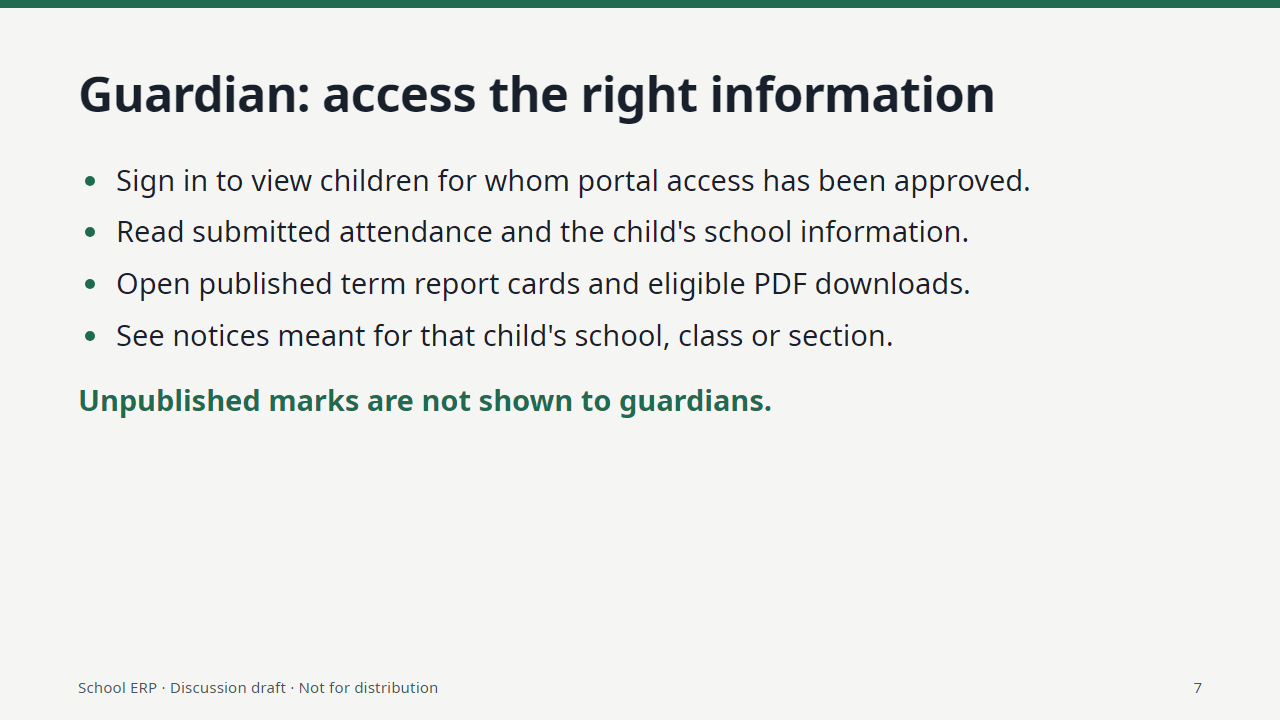 Guardian: access the right information
• Sign in to view children for whom portal access has been approved.
• Read submitted attendance and the child's school information.
• Open published term report cards and eligible PDF downloads.
• See notices meant for that child's school, class or section.
Unpublished marks are not shown to guardians.
School ERP · Discussion draft · Not for distribution
7